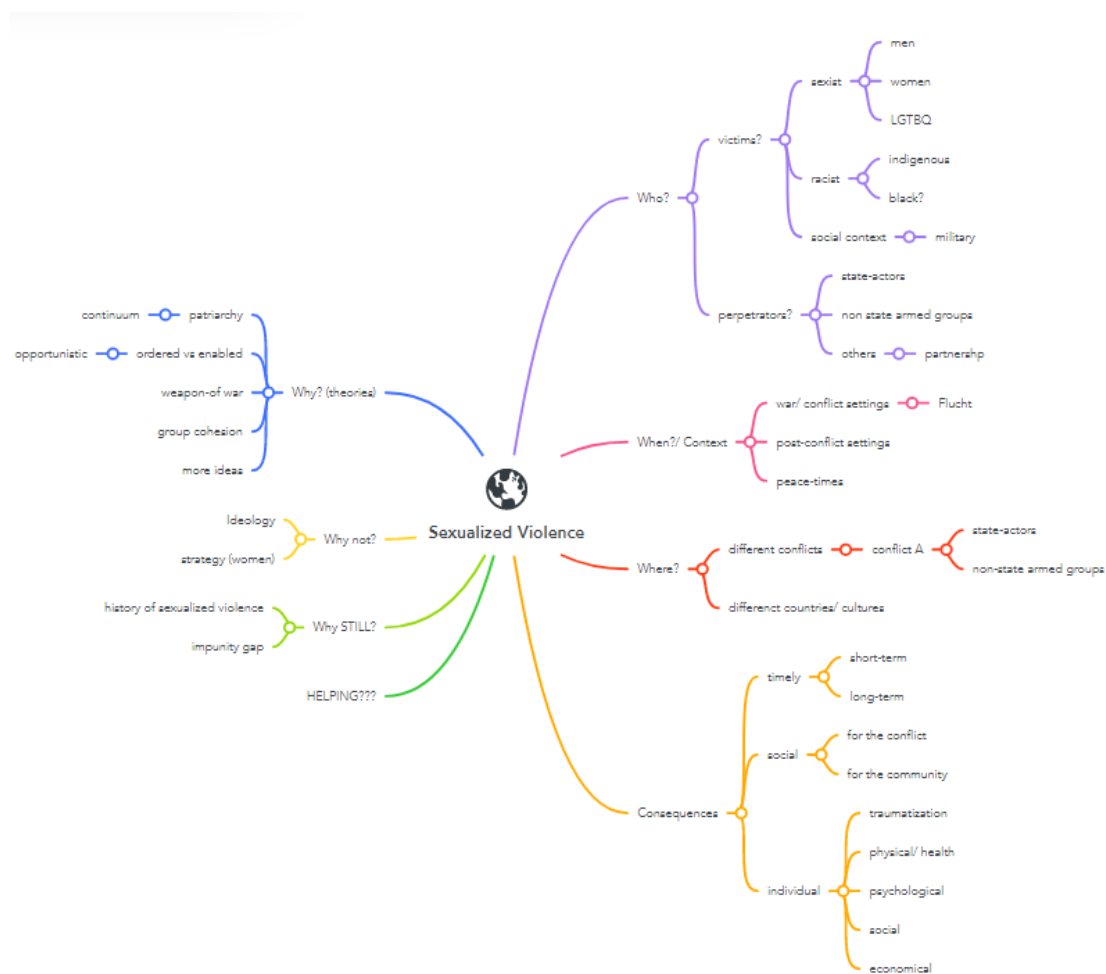 Sexualized Violence
Who?
victims?
sexist
men
women
LGTBQ
racist
indigenous
black?
social context
military
perpetrators?
state-actors
non state armed groups
others
partnershp
When?/ Context
war/ conflict settings
Flucht
post-conflict settings
peace-times
Where?
different conflicts
conflict A
state-actors
non-state armed groups
differenct countries/ cultures
Consequences
timely
short-term
long-term
social
for the conflict
for the community
individual
traumatization
physical/ health
psychological
social
economical
Why? (theories)
patriarchy
continuum
ordered vs enabled
opportunistic
weapon-of war
group cohesion
more ideas
Why not?
Ideology
strategy (women)
Why STILL?
history of sexualized violence
impunity gap
HELPING???